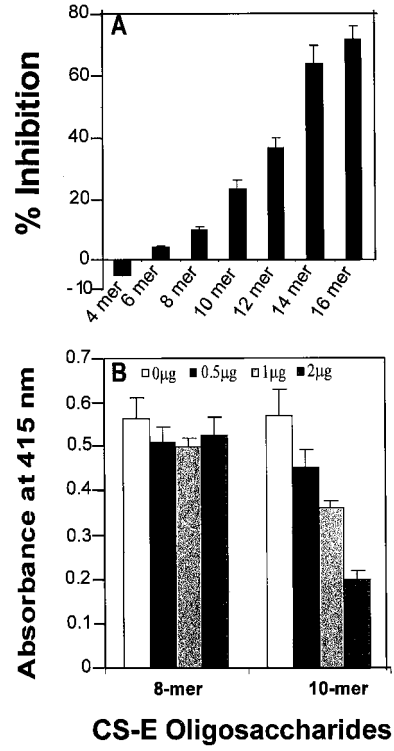 A
% Inhibition
80
60
40
20
0
-10
4 mer
6 mer
8 mer
10 mer
12 mer
14 mer
16 mer
B
0µg 0.5µg 1µg 2µg
Absorbance at 415 nm
0.7
0.6
0.5
0.4
0.3
0.2
0.1
0
8-mer 10-mer
CS-E Oligosaccharides